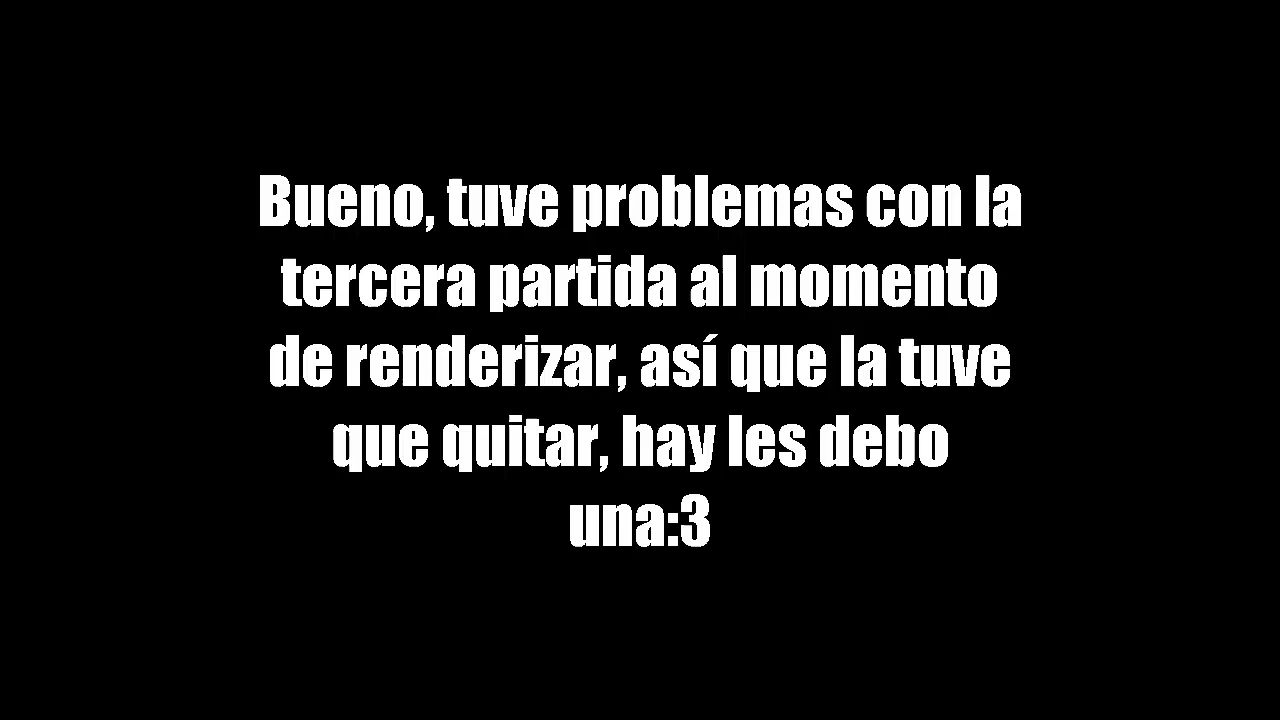 Bueno, tuve problemas con la
tercera partida al momento
de renderizar, así que la tuve
que quitar, hay les debo
una:3